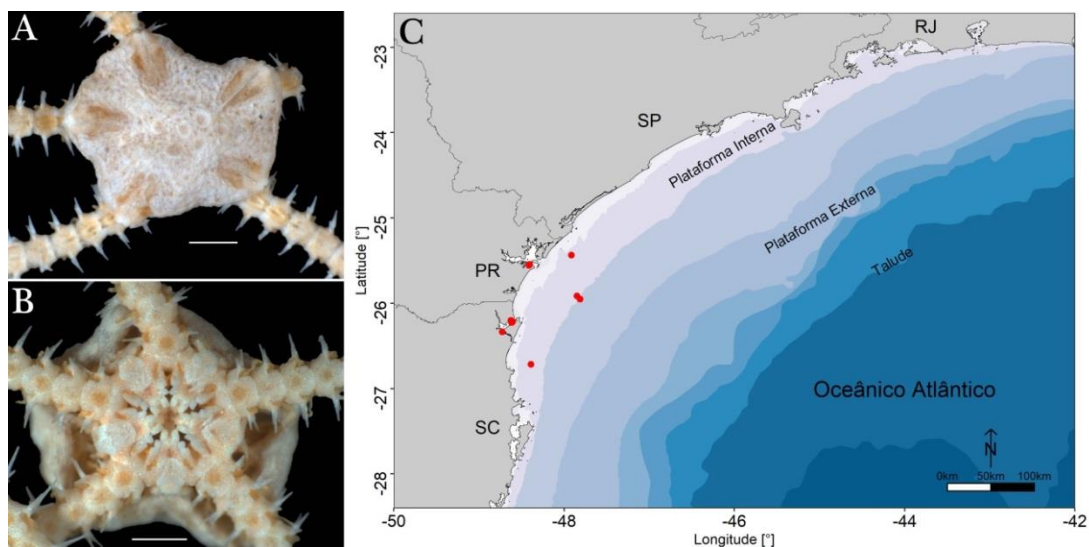 A
B
C
-23
-24
-25
-26
-27
-28
Latitude [°]
RJ
SP
PR
SC
Plataforma Interna
Plataforma Externa
Talude
Oceânico Atlântico
N
0km 50km 100km
-50 -48 -46 -44 -42
Longitude [°]